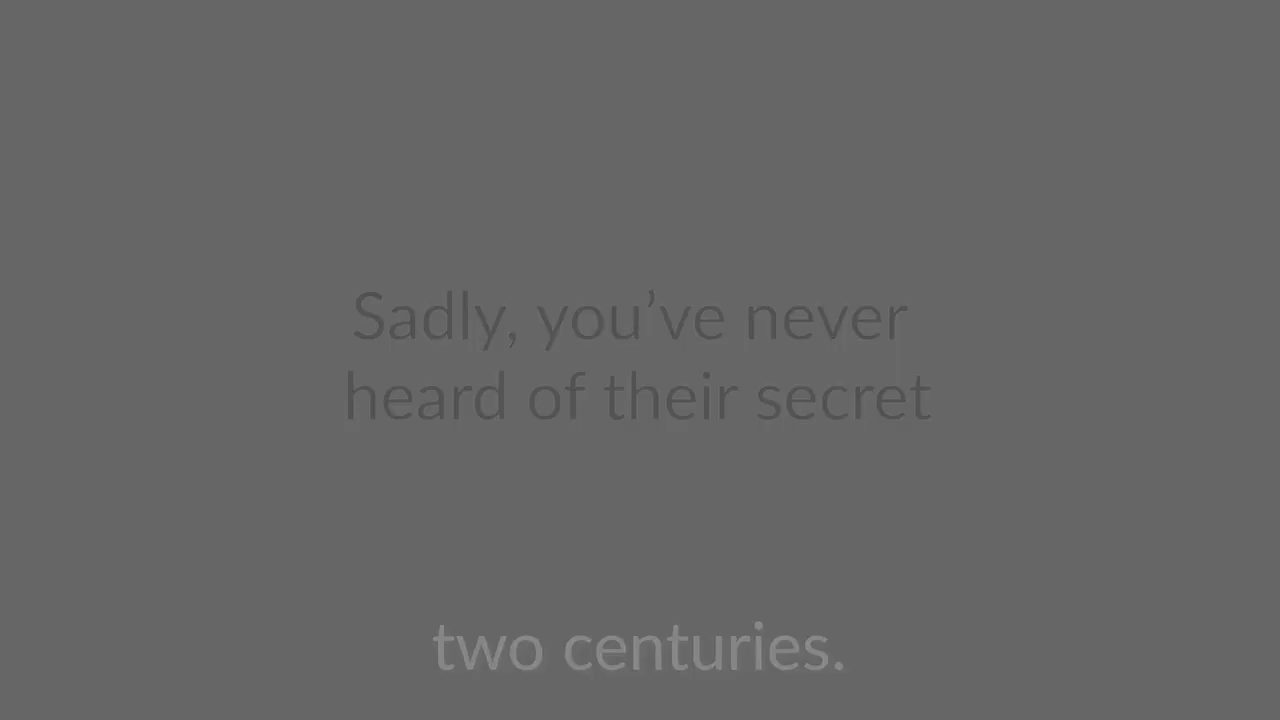 Sadly, you’ve never
heard of their secret
two centuries.